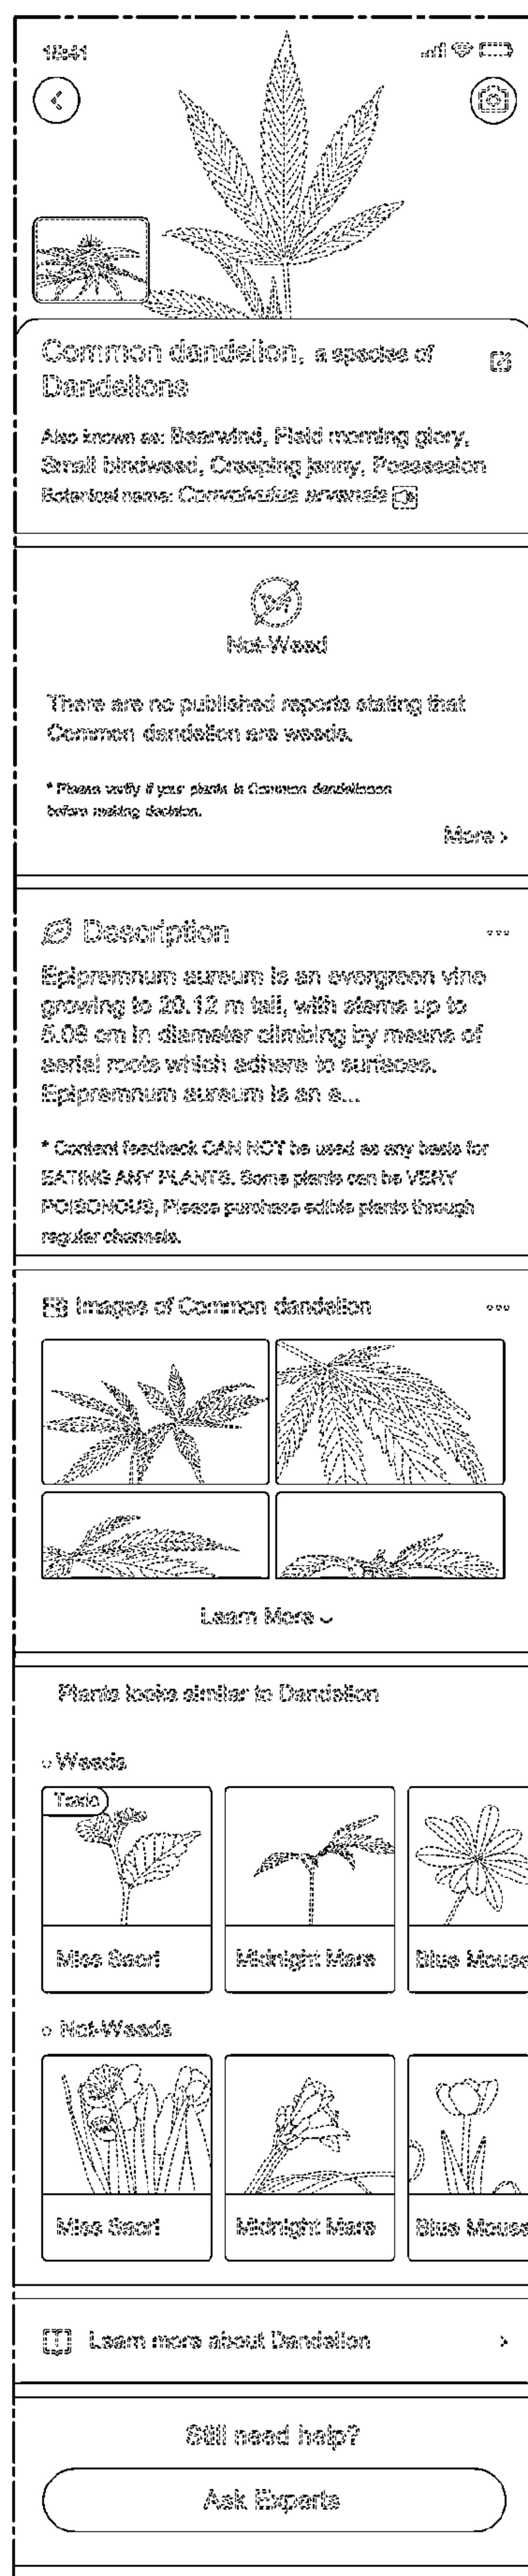 15:41
Common dandelion, a species of
Dandelions
Also known as: Bearwind, Field morning glory,
Small bindweed, Creeping jenny, Possession
Botanical name: Convolvulus arvensis
Not-Weed
There are no published reports stating that
Common dandelion are weeds.
* Please verify if your plants is Common dandelioon
before making decision.
More ›
Description
Epipremnum aureum is an evergreen vine
growing to 20.12 m tall, with stems up to
5.08 cm in diameter climbing by means of
aerial roots which adhere to surfaces.
Epipremnum aureum is an e...
* Content feedback CAN NOT be used as any basis for
EATING ANY PLANTS. Some plants can be VERY
POISONOUS, Please purchase edible plants through
regular channels.
Images of Common dandelion
Learn More
Plants looks similar to Dandelion
Weeds
Toxic
Miss Saori
Midnight Mare
Blue Mouse
Not-Weeds
Miss Saori
Midnight Mare
Blue Mouse
Learn more about Dandelion ›
Still need help?
Ask Experts